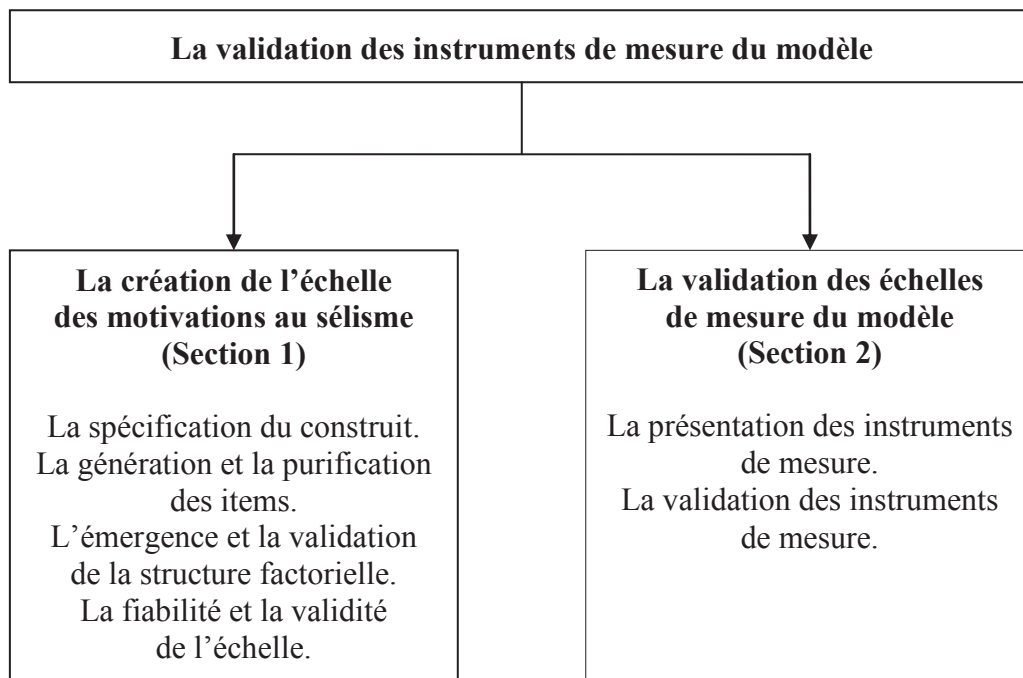 La validation des instruments de mesure du modèle
La création de l’échelle
des motivations au sélisme
(Section 1)
La spécification du construit.
La génération et la purification
des items.
L’émergence et la validation
de la structure factorielle.
La fiabilité et la validité
de l’échelle.
La validation des échelles
de mesure du modèle
(Section 2)
La présentation des instruments
de mesure.
La validation des instruments
de mesure.